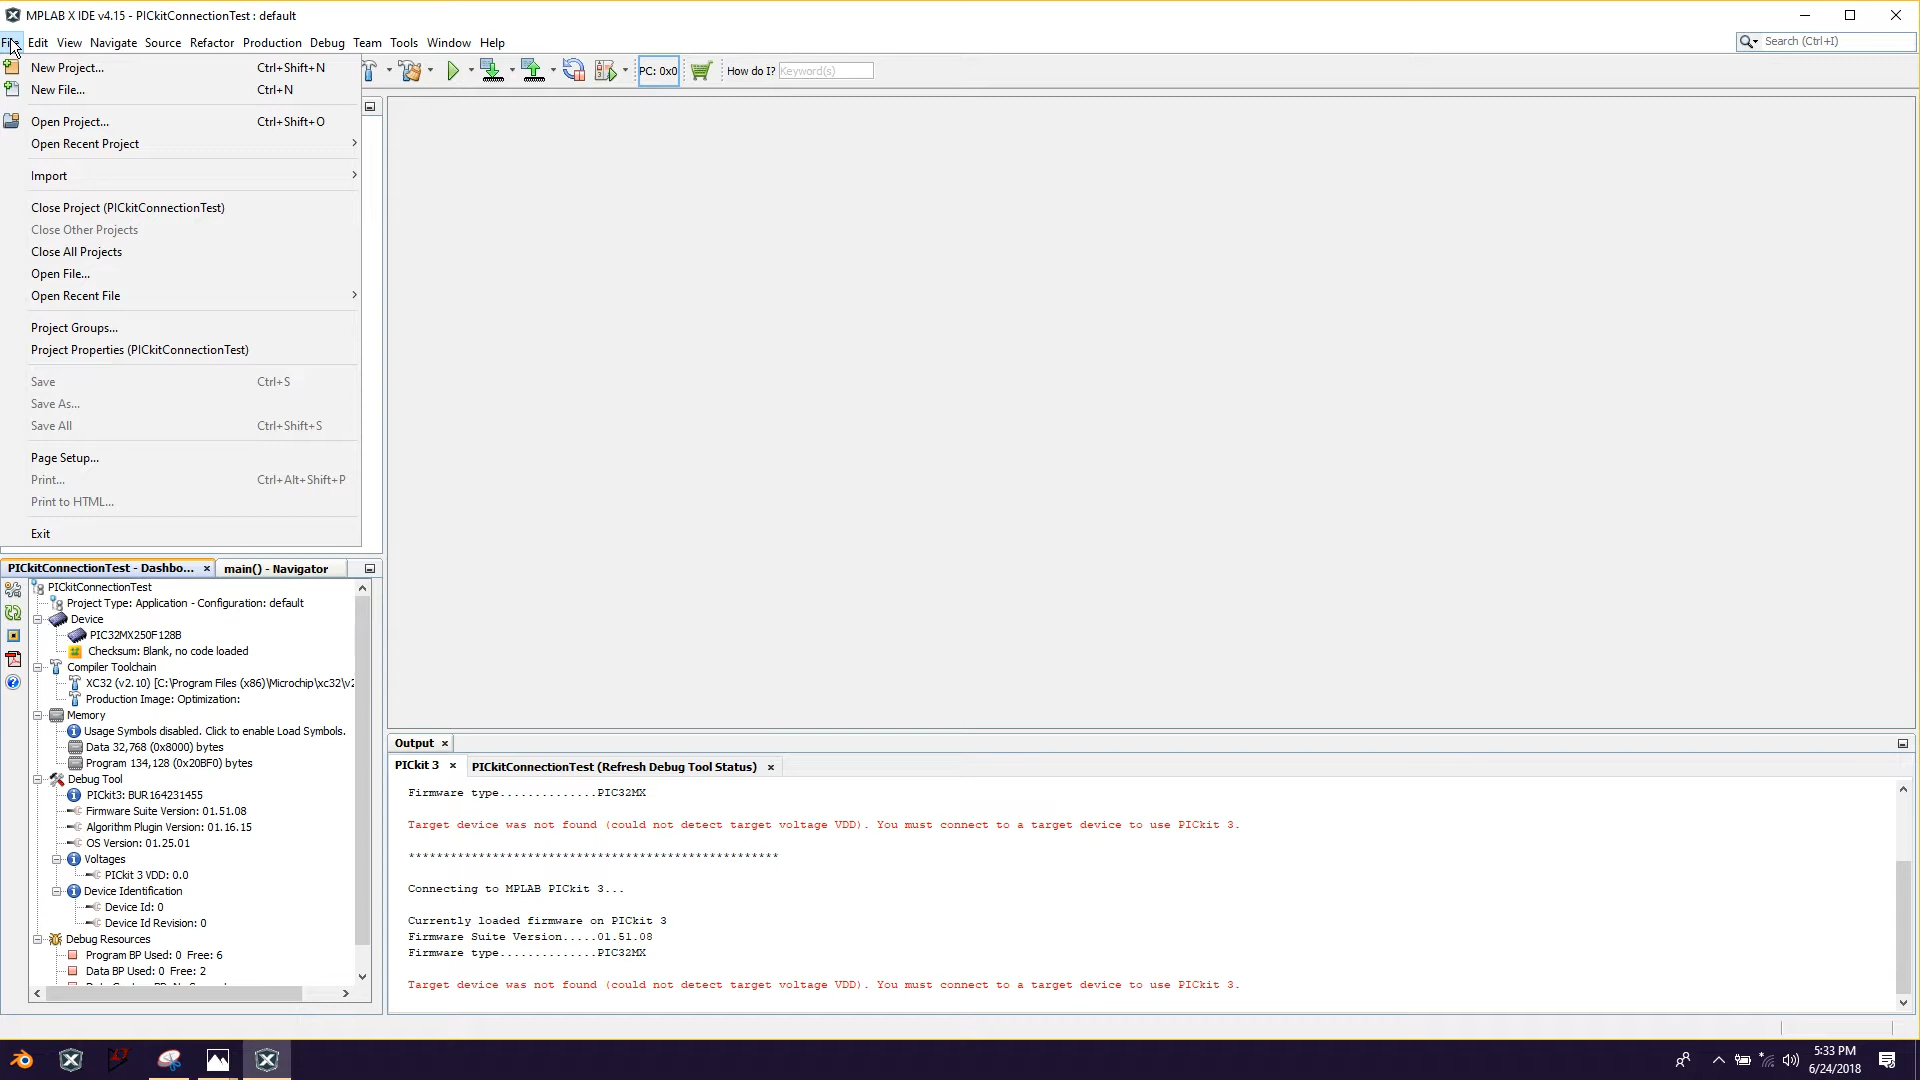 MPLAB X IDE v4.15 - PICkitConnectionTest : default
File Edit View Navigate Source Refactor Production Debug Team Tools Window Help
Search (Ctrl+I)
PC: 0x0 How do I? Keyword(s)
New Project... Ctrl+Shift+N
New File... Ctrl+N
Open Project... Ctrl+Shift+O
Open Recent Project
Import
Close Project (PICkitConnectionTest)
Close Other Projects
Close All Projects
Open File...
Open Recent File
Project Groups...
Project Properties (PICkitConnectionTest)
Save Ctrl+S
Save As...
Save All Ctrl+Shift+S
Page Setup...
Print... Ctrl+Alt+Shift+P
Print to HTML...
Exit
PICkitConnectionTest - Dashbo... × main() - Navigator
PICkitConnectionTest
Project Type: Application - Configuration: default
Device
PIC32MX250F128B
Checksum: Blank, no code loaded
Compiler Toolchain
XC32 (v2.10) [C:\Program Files (x86)\Microchip\xc32\v2
Production Image: Optimization:
Memory
Usage Symbols disabled. Click to enable Load Symbols.
Data 32,768 (0x8000) bytes
Program 134,128 (0x20BF0) bytes
Debug Tool
PICkit3: BUR164231455
Firmware Suite Version: 01.51.08
Algorithm Plugin Version: 01.16.15
OS Version: 01.25.01
Voltages
PICkit 3 VDD: 0.0
Device Identification
Device Id: 0
Device Id Revision: 0
Debug Resources
Program BP Used: 0 Free: 6
Data BP Used: 0 Free: 2
Output ×
PICkit 3 × PICkitConnectionTest (Refresh Debug Tool Status) ×
Firmware type..............PIC32MX
Target device was not found (could not detect target voltage VDD). You must connect to a target device to use PICkit 3.
*****************************************************
Connecting to MPLAB PICkit 3...
Currently loaded firmware on PICkit 3
Firmware Suite Version.....01.51.08
Firmware type..............PIC32MX
Target device was not found (could not detect target voltage VDD). You must connect to a target device to use PICkit 3.
5:33 PM
6/24/2018